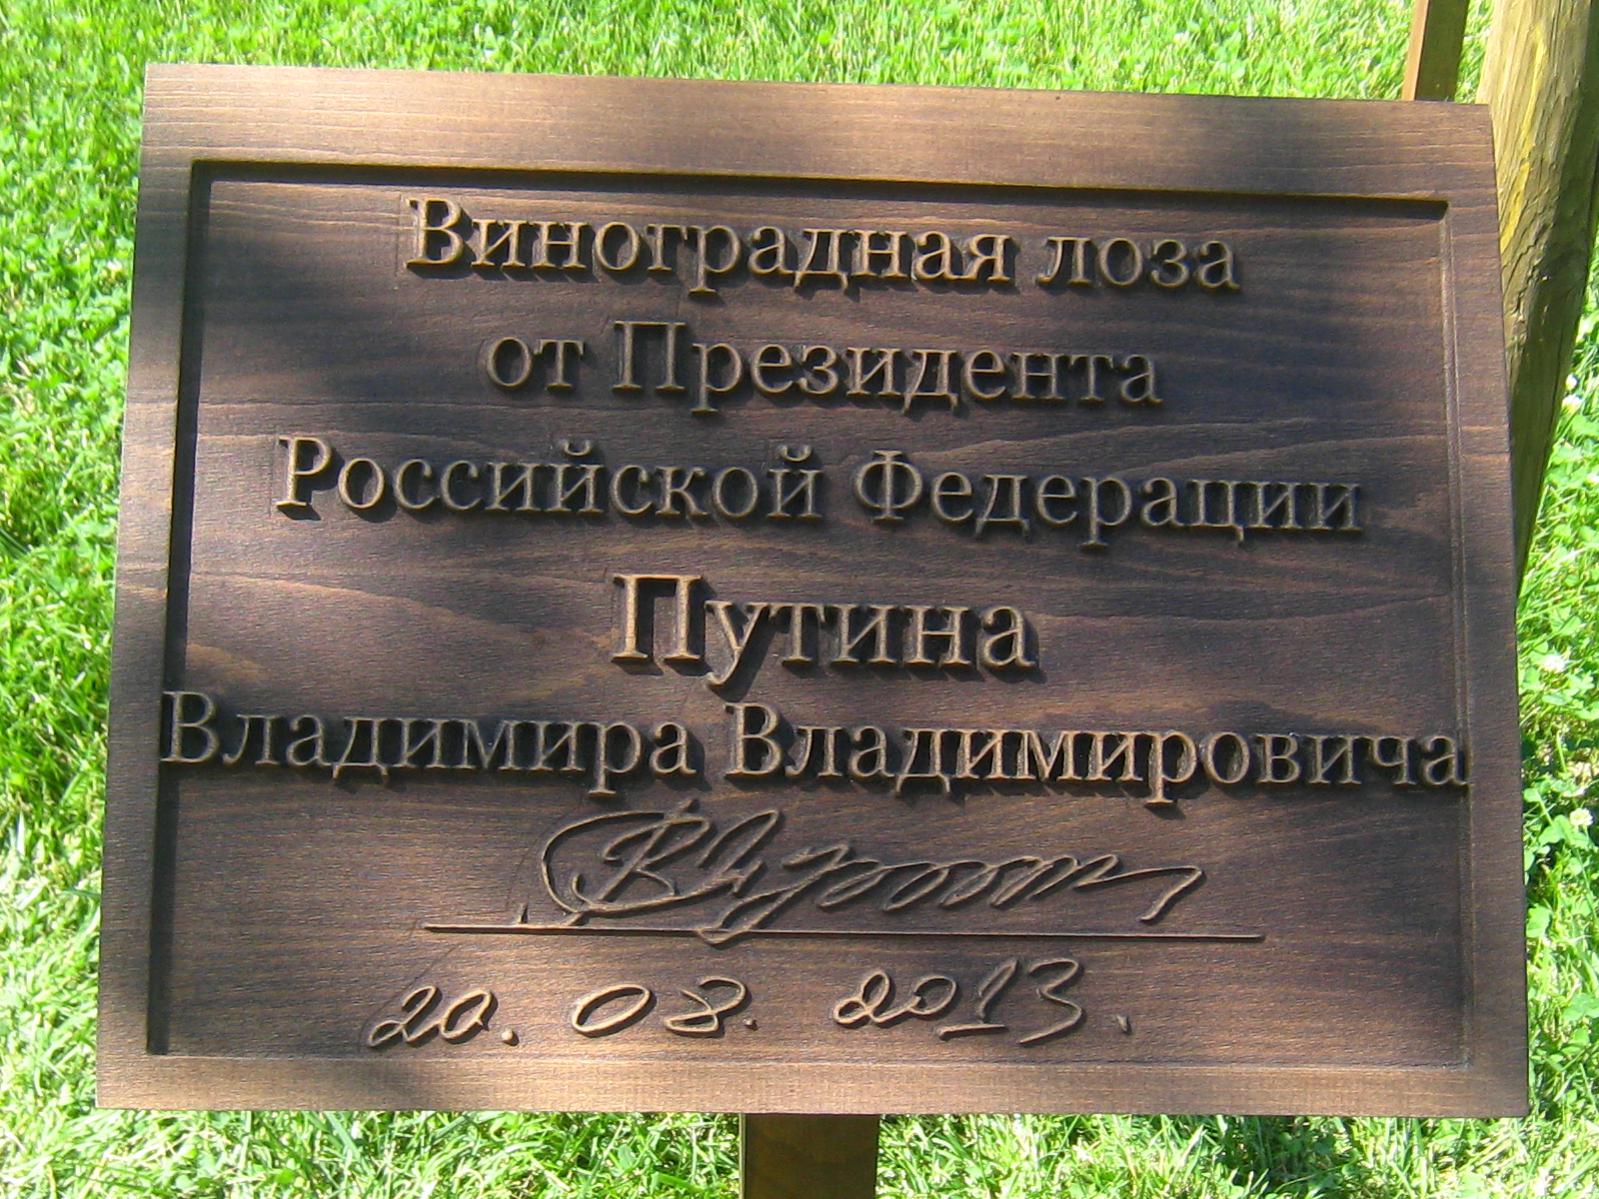 Виноградная лоза
от Президента
Российской Федерации
Путина
Владимира Владимировича
20. 08. 2013.